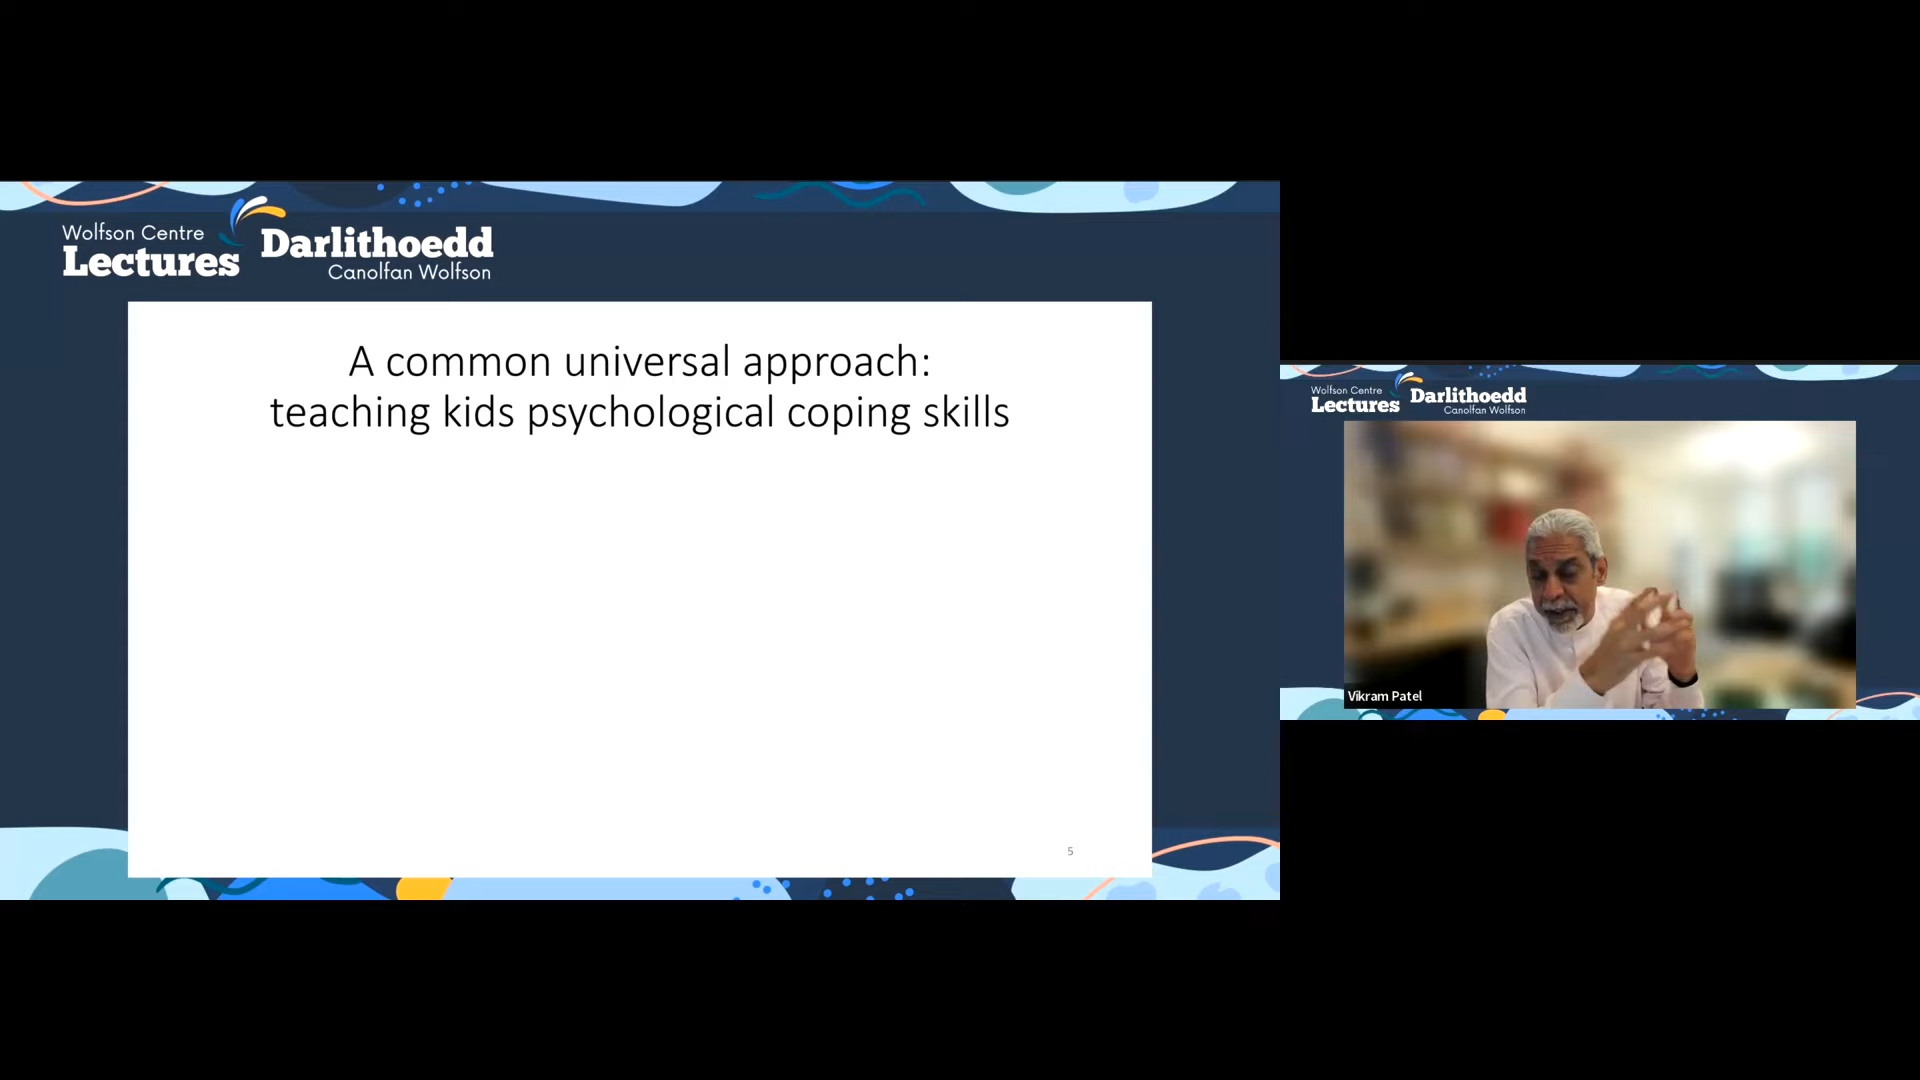 Wolfson Centre
Lectures
Darlithoedd
Canolfan Wolfson
A common universal approach:
teaching kids psychological coping skills
5
Wolfson Centre
Lectures
Darlithoedd
Canolfan Wolfson
Vikram Patel